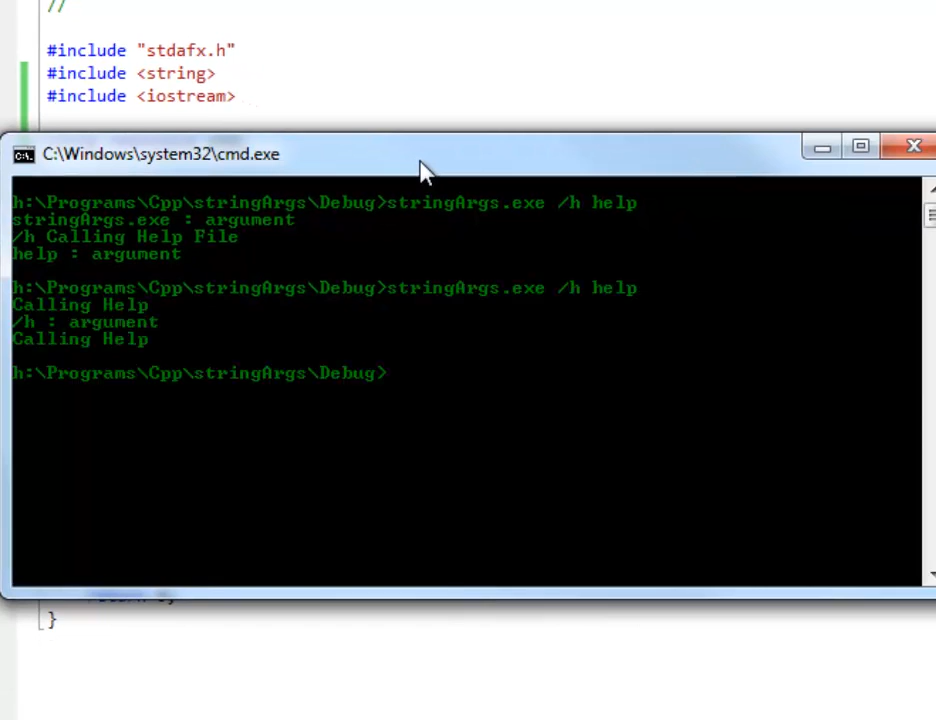 //
#include "stdafx.h"
#include <string>
#include <iostream>
C:\Windows\system32\cmd.exe
h:\Programs\Cpp\stringArgs\Debug>stringArgs.exe /h help
stringArgs.exe : argument
/h Calling Help File
help : argument
h:\Programs\Cpp\stringArgs\Debug>stringArgs.exe /h help
Calling Help
/h : argument
Calling Help
h:\Programs\Cpp\stringArgs\Debug>
}